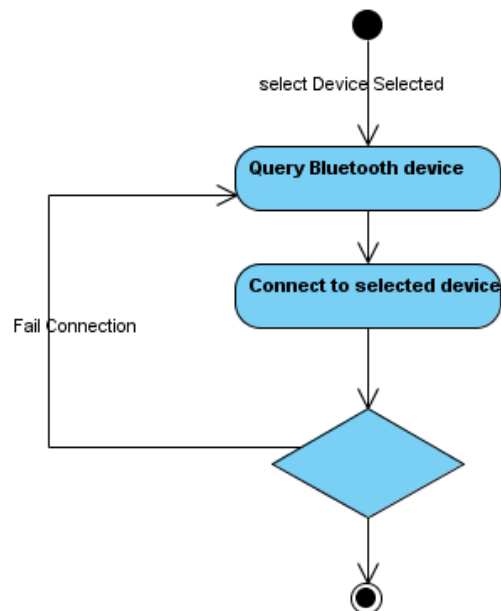 select Device Selected
Query Bluetooth device
Connect to selected device
Fail Connection